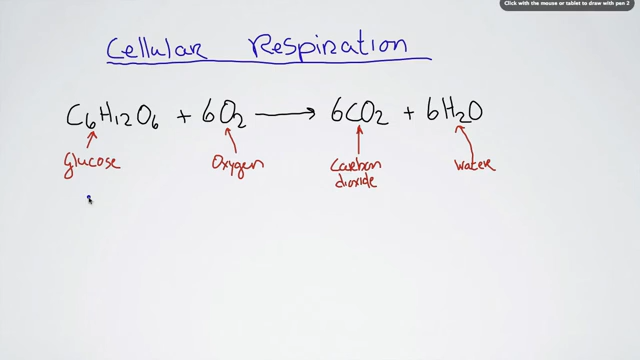 Click with the mouse or tablet to draw with pen 2
Cellular Respiration
C6H12O6 + 6O2 → 6CO2 + 6H2O
Glucose Oxygen Carbon dioxide Water